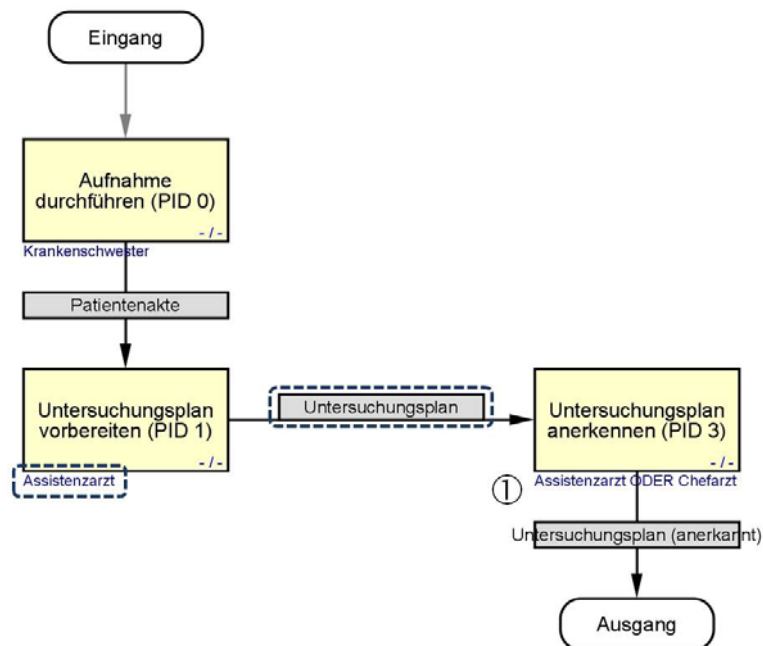 Eingang
Aufnahme
durchführen (PID 0)
- / -
Krankenschwester
Patientenakte
Untersuchungsplan
vorbereiten (PID 1)
- / -
Assistenzarzt
Untersuchungsplan
Untersuchungsplan
anerkennen (PID 3)
- / -
①
Assistenzarzt ODER Chefarzt
Untersuchungsplan (anerkannt)
Ausgang